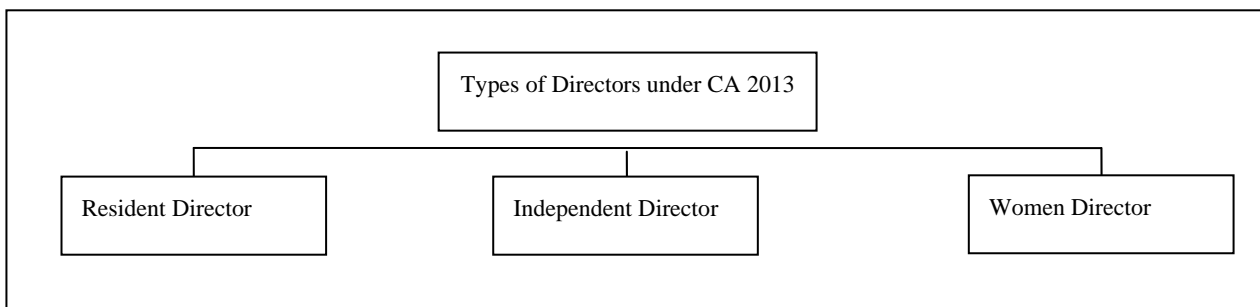 Types of Directors under CA 2013
Resident Director
Independent Director
Women Director